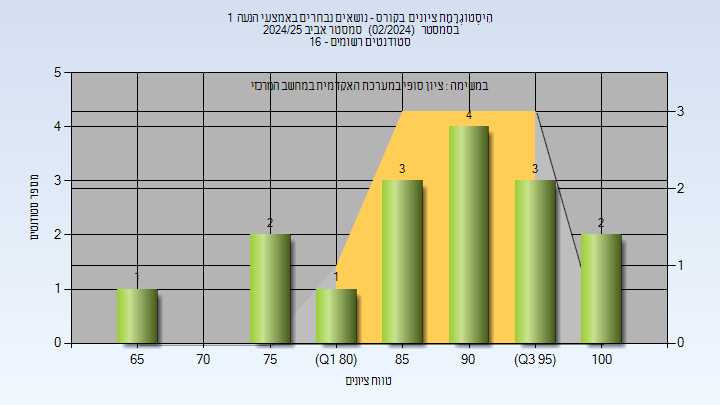 היסטוגרמת ציונים בקורס - נושאים נבחרים באמצעי הנעה 1
בסמסטר (02/2024) סמסטר אביב 2024/25
סטודנטים רשומים - 16
במשימה : ציון סופי במערכת האקדמית במחשב המרכזי
5
4
3
2
1
0
3
2
1
0
מספר סטודנטים
1
2
1
3
4
3
2
65
70
75
(Q1 80)
85
90
(Q3 95)
100
טווח ציונים